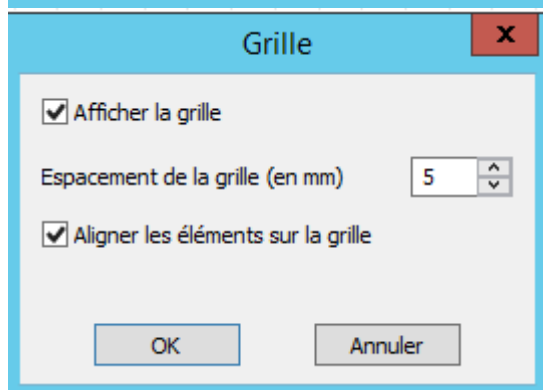 Grille
x
Afficher la grille
Espacement de la grille (en mm) 5
Aligner les éléments sur la grille
OK Annuler